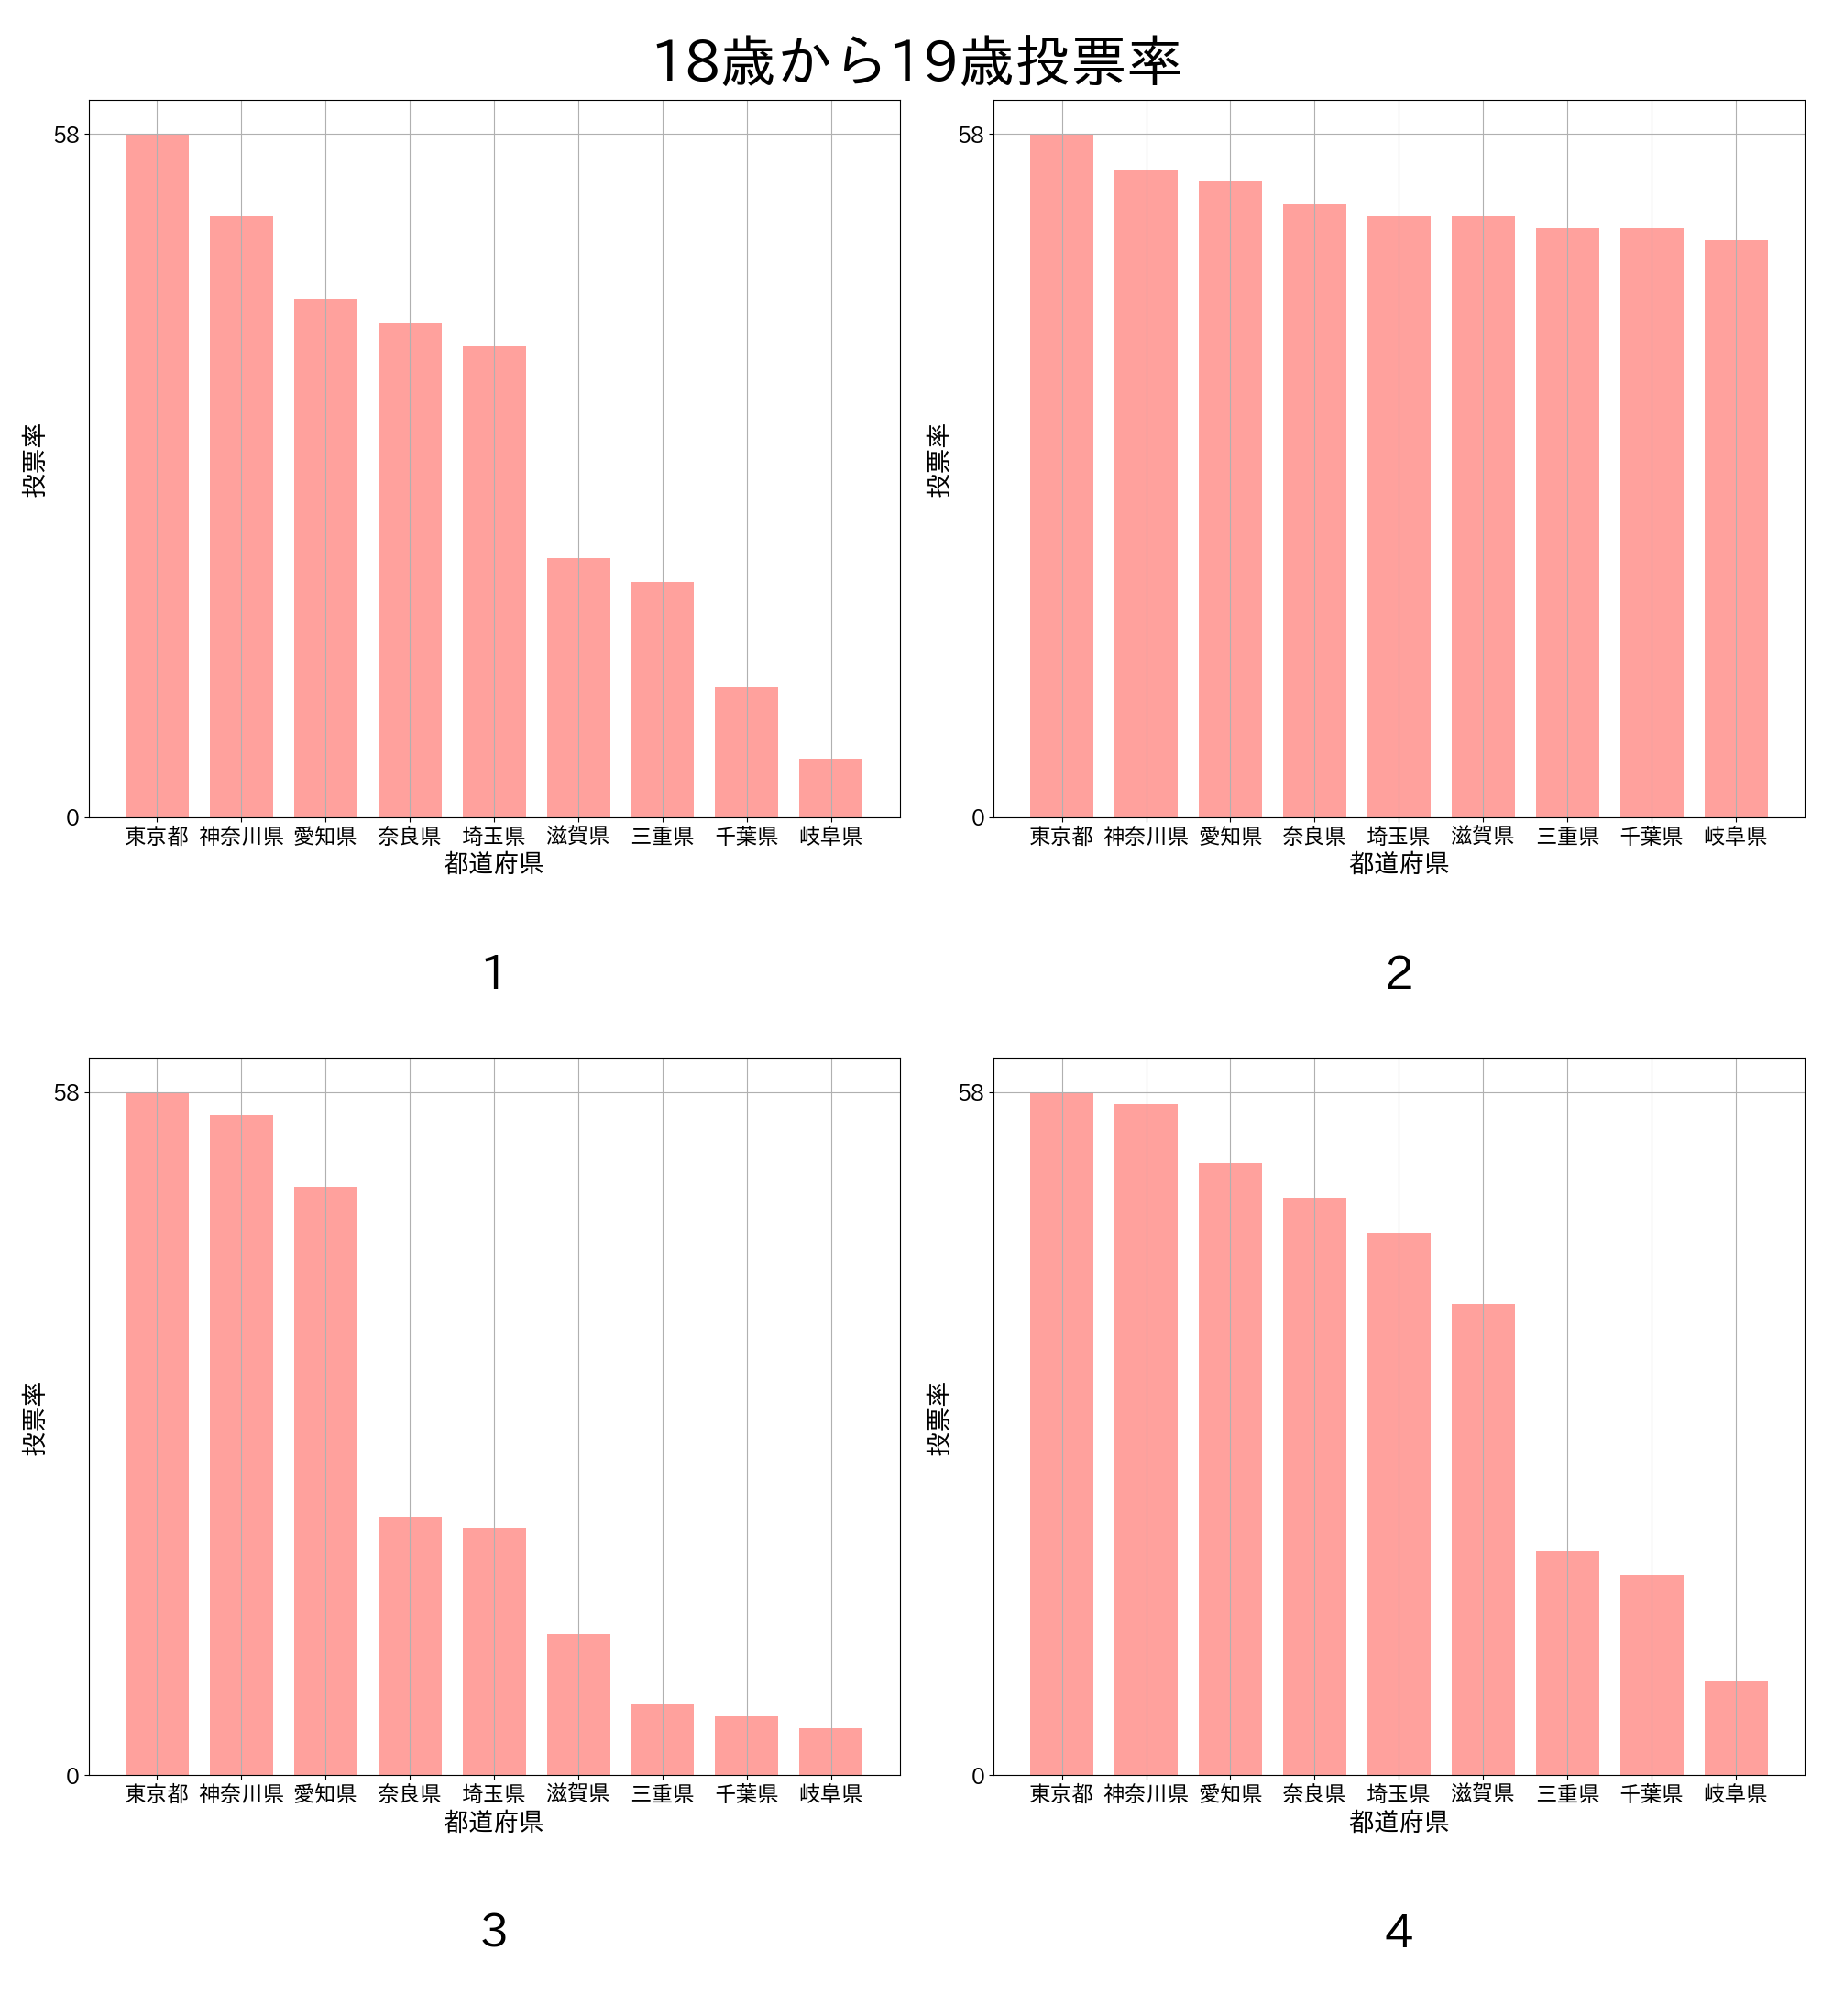 18歳から19歳投票率
58
0
投票率
東京都 神奈川県 愛知県 奈良県 埼玉県 滋賀県 三重県 千葉県 岐阜県
都道府県
1
58
0
投票率
東京都 神奈川県 愛知県 奈良県 埼玉県 滋賀県 三重県 千葉県 岐阜県
都道府県
2
58
0
投票率
東京都 神奈川県 愛知県 奈良県 埼玉県 滋賀県 三重県 千葉県 岐阜県
都道府県
3
58
0
投票率
東京都 神奈川県 愛知県 奈良県 埼玉県 滋賀県 三重県 千葉県 岐阜県
都道府県
4